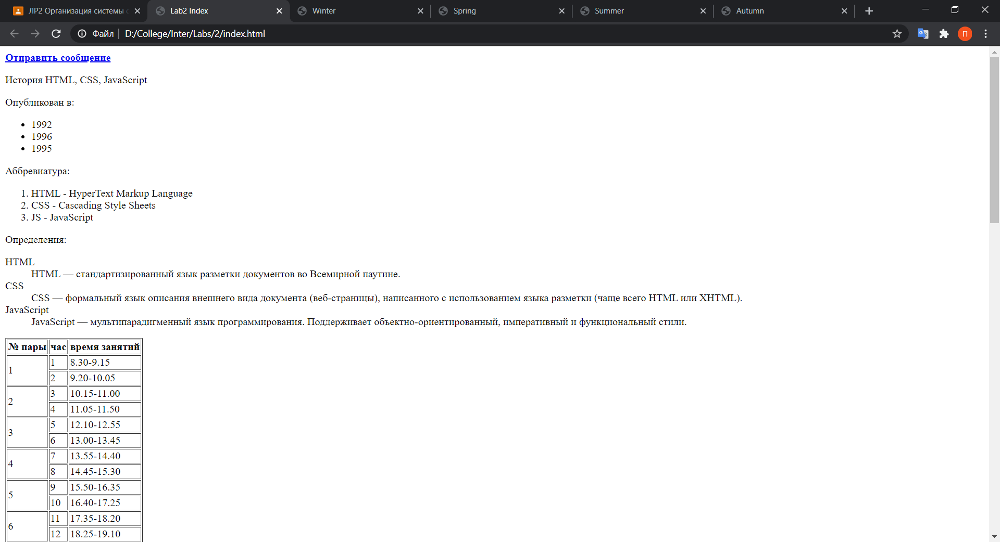 ЛР2 Организация системы с
Lab2 Index
Winter
Spring
Summer
Autumn
Файл
D:/College/Inter/Labs/2/index.html
П
Отправить сообщение
История HTML, CSS, JavaScript
Опубликован в:
1992
1996
1995
Аббревиатура:
1. HTML - HyperText Markup Language
2. CSS - Cascading Style Sheets
3. JS - JavaScript
Определения:
HTML
HTML — стандартизированный язык разметки документов во Всемирной паутине.
CSS
CSS — формальный язык описания внешнего вида документа (веб-страницы), написанного с использованием языка разметки (чаще всего HTML или XHTML).
JavaScript
JavaScript — мультипарадигменный язык программирования. Поддерживает объектно-ориентированный, императивный и функциональный стили.
№ пары час время занятий
1 1 8.30-9.15
2 9.20-10.05
2 3 10.15-11.00
4 11.05-11.50
3 5 12.10-12.55
6 13.00-13.45
4 7 13.55-14.40
8 14.45-15.30
5 9 15.50-16.35
10 16.40-17.25
6 11 17.35-18.20
12 18.25-19.10